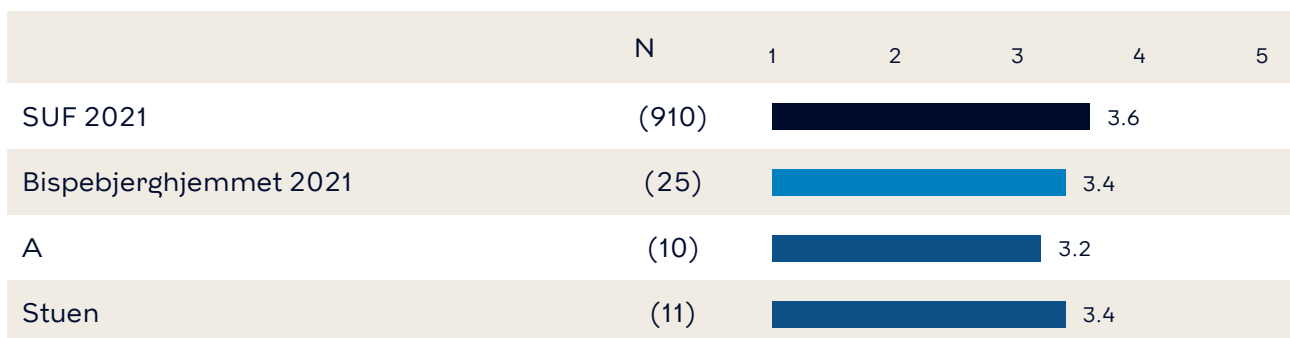 N 1 2 3 4 5
SUF 2021 (910) 3.6
Bispebjerghjemmet 2021 (25) 3.4
A (10) 3.2
Stuen (11) 3.4